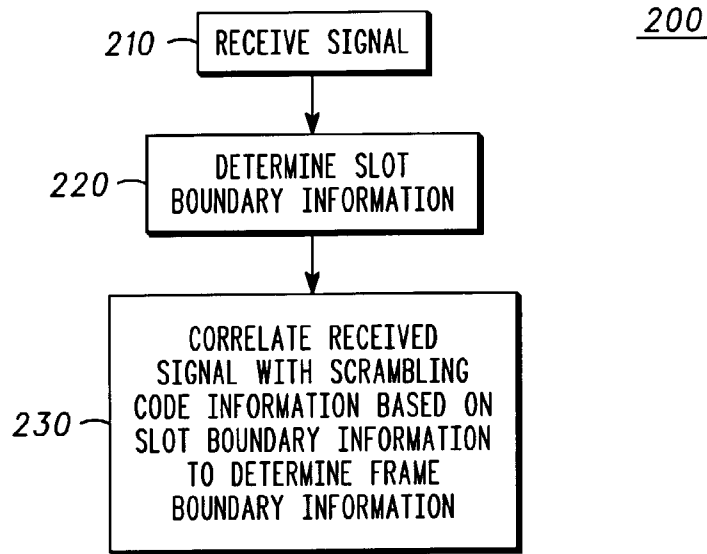 200
210
RECEIVE SIGNAL
220
DETERMINE SLOT
BOUNDARY INFORMATION
230
CORRELATE RECEIVED
SIGNAL WITH SCRAMBLING
CODE INFORMATION BASED ON
SLOT BOUNDARY INFORMATION
TO DETERMINE FRAME
BOUNDARY INFORMATION